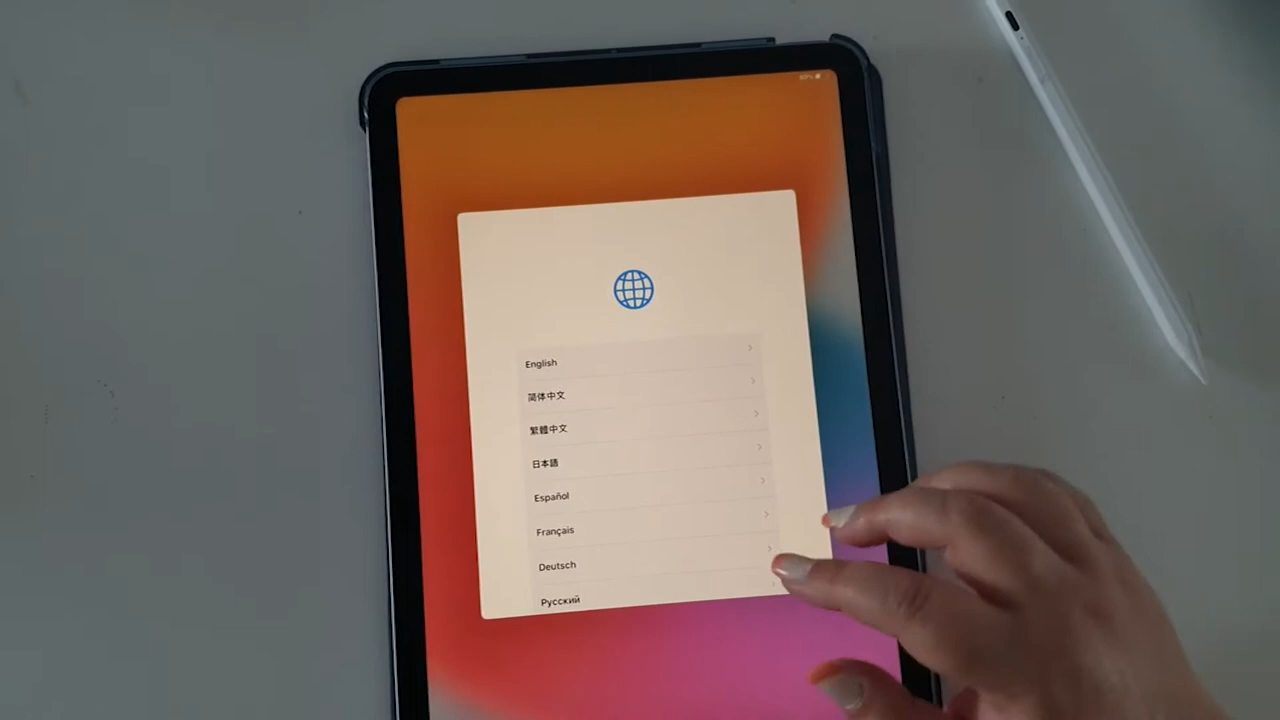 English
简体中文
繁體中文
日本語
Español
Français
Deutsch
Русский